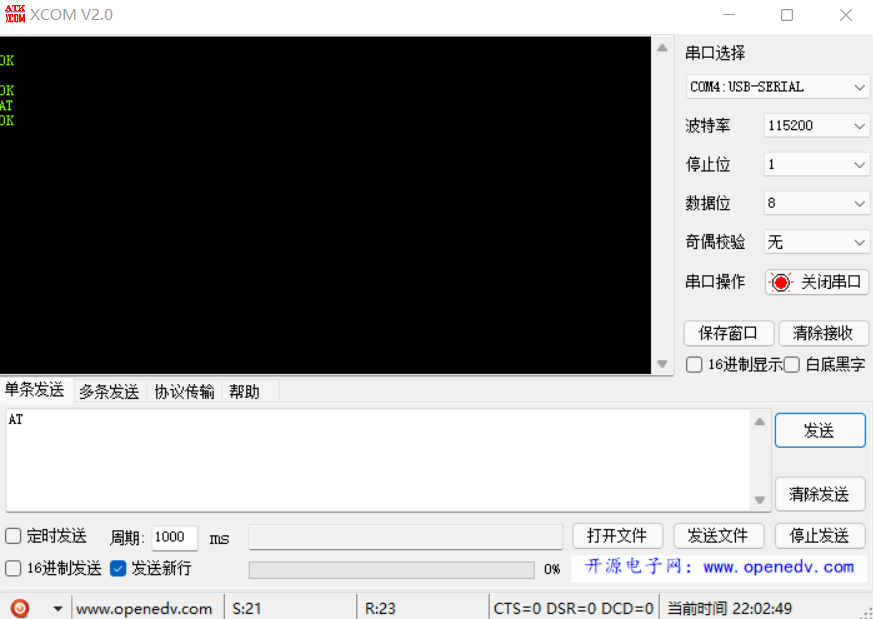 ATK XCOM XCOM V2.0
OK
OK
AT
OK
串口选择
COM4:USB-SERIAL
波特率 115200
停止位 1
数据位 8
奇偶校验 无
串口操作 关闭串口
保存窗口 清除接收
16进制显示 白底黑字
单条发送 多条发送 协议传输 帮助
AT
发送
清除发送
定时发送 周期: 1000 ms 打开文件 发送文件 停止发送
16进制发送 发送新行 0% 开源电子网: www.openedv.com
www.openedv.com S:21 R:23 CTS=0 DSR=0 DCD=0 当前时间 22:02:49